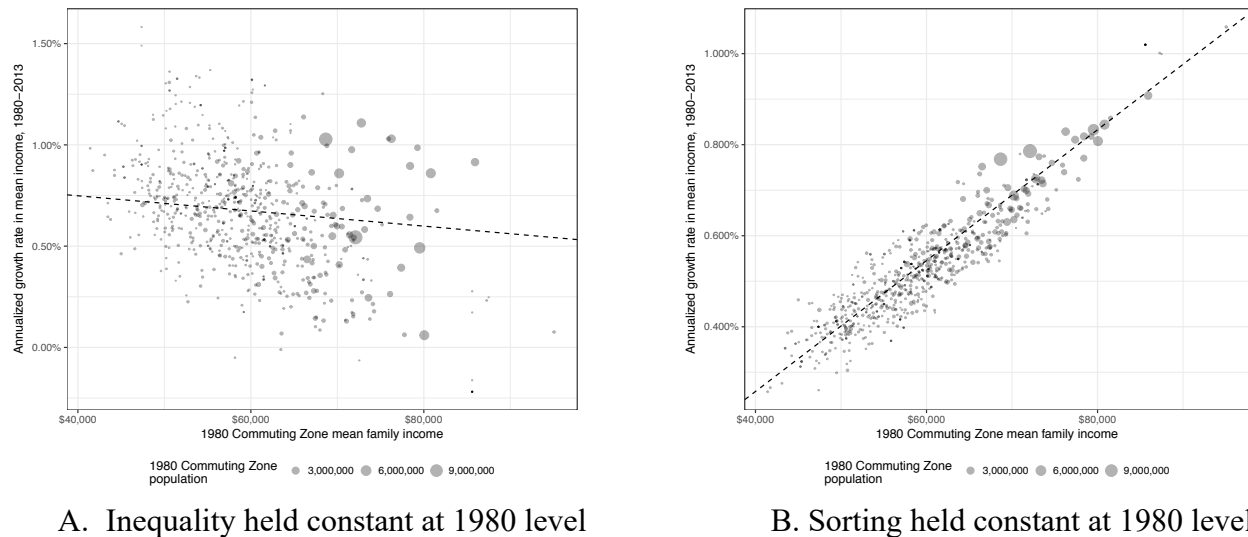 1.50%
1.00%
0.50%
0.00%
Annualized growth rate in mean income, 1980−2013
$40,000 $60,000 $80,000
1980 Commuting Zone mean family income
1980 Commuting Zone
population
3,000,000 6,000,000 9,000,000
A. Inequality held constant at 1980 level
1.000%
0.800%
0.600%
0.400%
Annualized growth rate in mean income, 1980−2013
$40,000 $60,000 $80,000
1980 Commuting Zone mean family income
1980 Commuting Zone
population
3,000,000 6,000,000 9,000,000
B. Sorting held constant at 1980 level